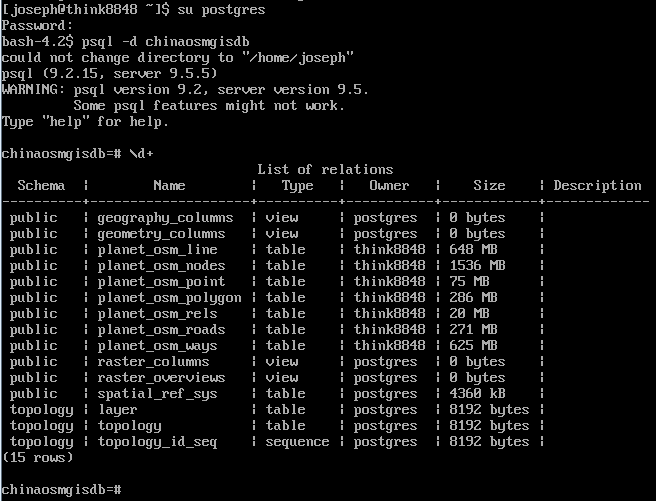 [joseph@think8848 ~]$ su postgres
Password:
bash-4.2$ psql -d chinaosmgisdb
could not change directory to "/home/joseph"
psql (9.2.15, server 9.5.5)
WARNING: psql version 9.2, server version 9.5.
         Some psql features might not work.
Type "help" for help.

chinaosmgisdb=# \d+
                              List of relations
  Schema  |        Name        |   Type   |   Owner    |    Size    | Description
----------+--------------------+----------+------------+------------+-------------
 public   | geography_columns  | view     | postgres   | 0 bytes    |
 public   | geometry_columns   | view     | postgres   | 0 bytes    |
 public   | planet_osm_line    | table    | think8848  | 648 MB     |
 public   | planet_osm_nodes   | table    | think8848  | 1536 MB    |
 public   | planet_osm_point   | table    | think8848  | 75 MB      |
 public   | planet_osm_polygon | table    | think8848  | 286 MB     |
 public   | planet_osm_rels    | table    | think8848  | 20 MB      |
 public   | planet_osm_roads   | table    | think8848  | 271 MB     |
 public   | planet_osm_ways    | table    | think8848  | 625 MB     |
 public   | raster_columns     | view     | postgres   | 0 bytes    |
 public   | raster_overviews   | view     | postgres   | 0 bytes    |
 public   | spatial_ref_sys    | table    | postgres   | 4360 kB    |
 topology | layer              | table    | postgres   | 8192 bytes |
 topology | topology           | table    | postgres   | 8192 bytes |
 topology | topology_id_seq    | sequence | postgres   | 8192 bytes |
(15 rows)

chinaosmgisdb=#